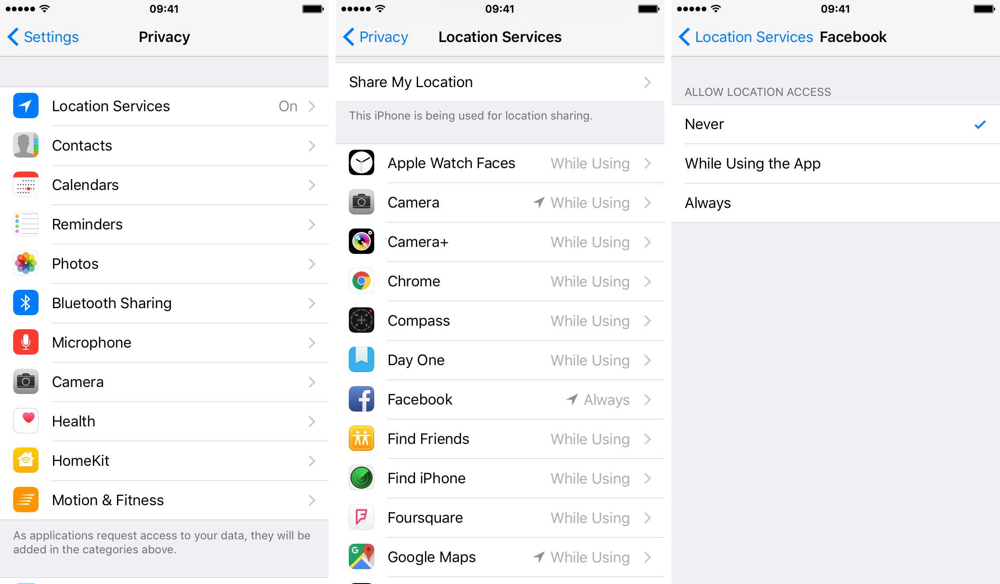 09:41
Settings
Privacy
Location Services On
Contacts
Calendars
Reminders
Photos
Bluetooth Sharing
Microphone
Camera
Health
HomeKit
Motion & Fitness
As applications request access to your data, they will be
added in the categories above.
09:41
Privacy
Location Services
Share My Location
This iPhone is being used for location sharing.
Apple Watch Faces While Using
Camera While Using
Camera+ While Using
Chrome While Using
Compass While Using
Day One While Using
Facebook Always
Find Friends While Using
Find iPhone While Using
Foursquare While Using
Google Maps While Using
09:41
Location Services
Facebook
ALLOW LOCATION ACCESS
Never
While Using the App
Always